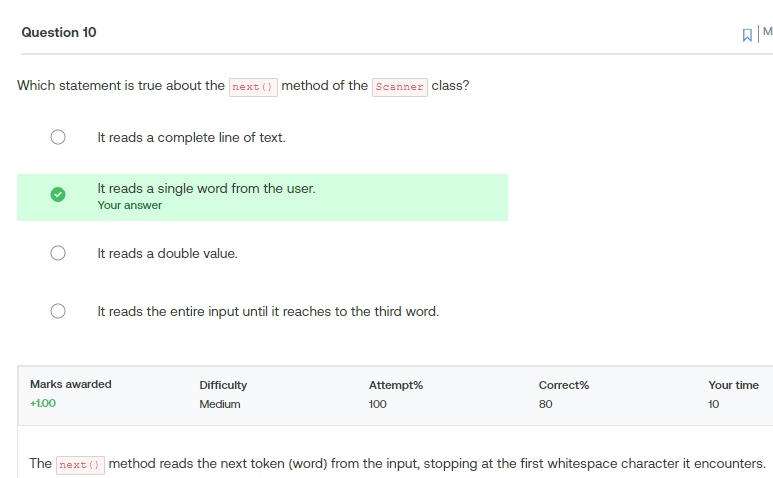 Question 10
M
Which statement is true about the next() method of the Scanner class?
It reads a complete line of text.
It reads a single word from the user.
Your answer
It reads a double value.
It reads the entire input until it reaches to the third word.
Marks awarded Difficulty Attempt% Correct% Your time
+1.00 Medium 100 80 10
The next() method reads the next token (word) from the input, stopping at the first whitespace character it encounters.